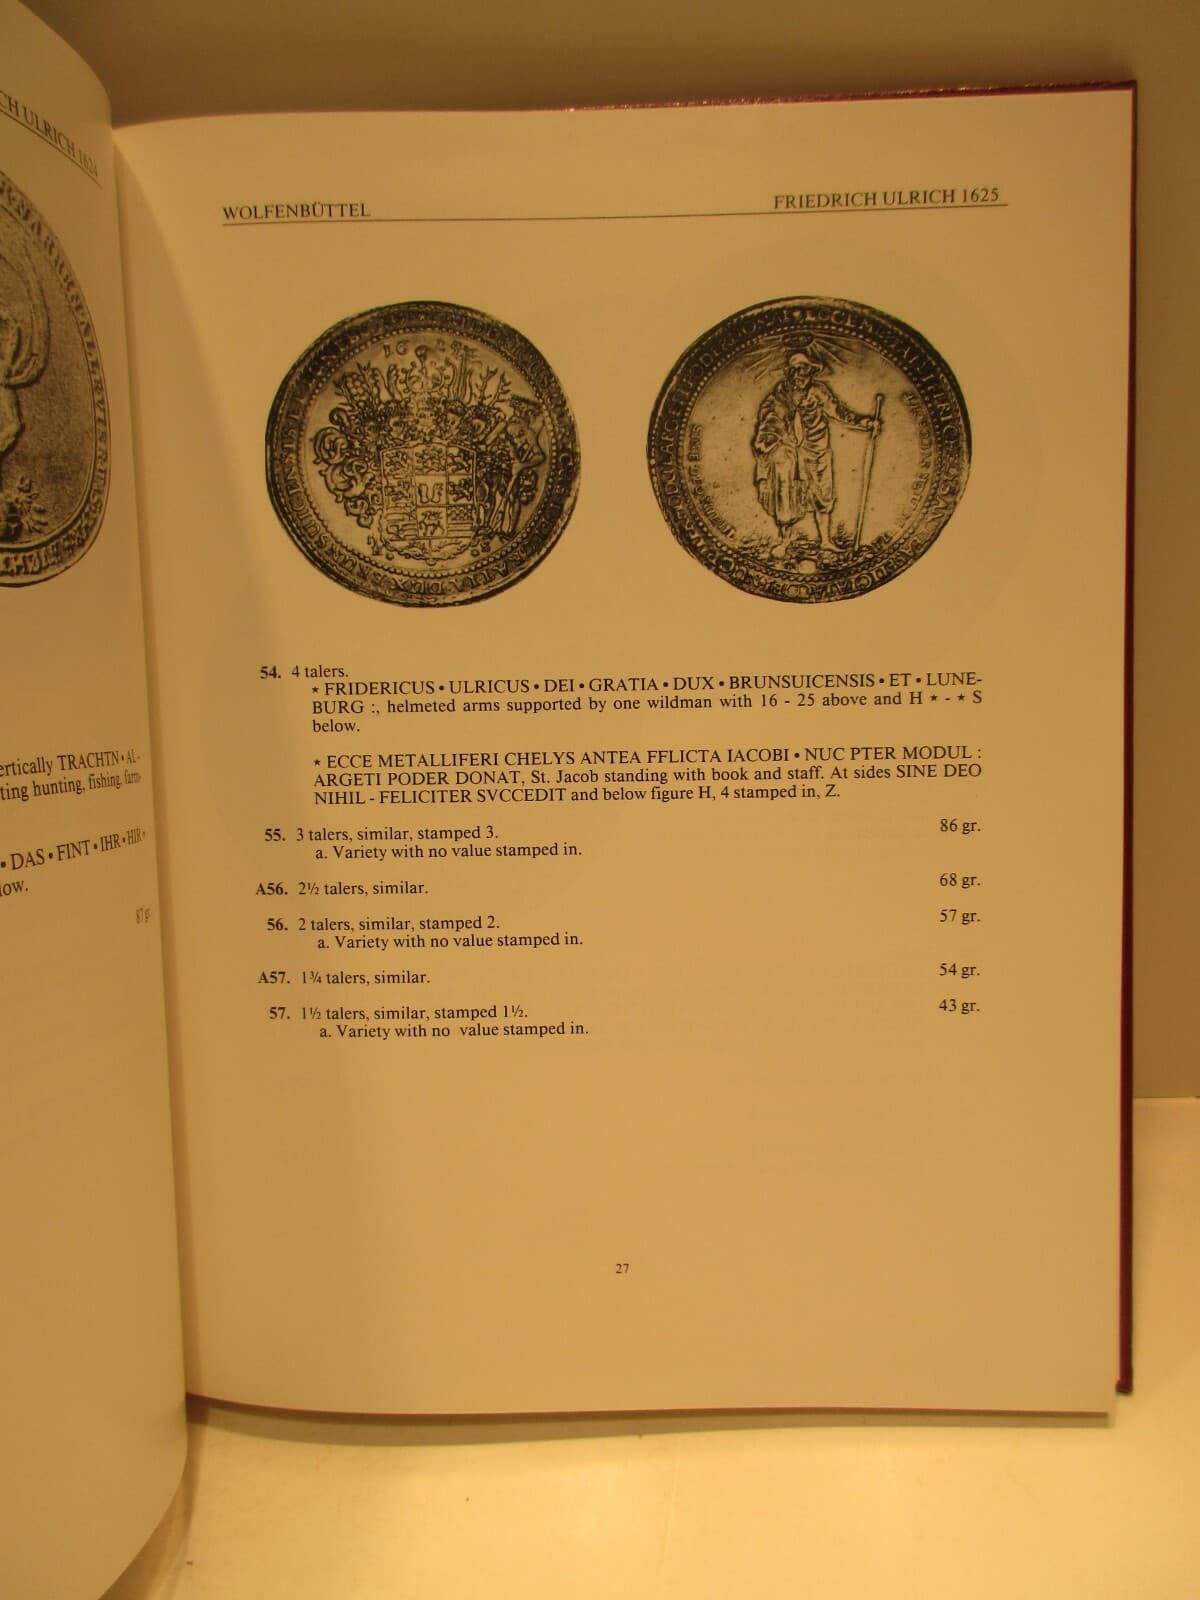 CH ULRICH 1624
ertically TRACHTN • AL-
ting hunting, fishing, farm-
• DAS • FINT • IHR • HIR,
low.
87 gr.
WOLFENBÜTTEL
FRIEDRICH ULRICH 1625
54. 4 talers.
★ FRIDERICUS • ULRICUS • DEI • GRATIA • DUX • BRUNSUICENSIS • ET • LUNE-
BURG :, helmeted arms supported by one wildman with 16 - 25 above and H ★ - ★ S
below.
★ ECCE METALLIFERI CHELYS ANTEA FFLICTA IACOBI • NUC PTER MODUL :
ARGETI PODER DONAT, St. Jacob standing with book and staff. At sides SINE DEO
NIHIL - FELICITER SVCCEDIT and below figure H, 4 stamped in, Z.
55. 3 talers, similar, stamped 3. 86 gr.
a. Variety with no value stamped in.
A56. 2½ talers, similar. 68 gr.
56. 2 talers, similar, stamped 2. 57 gr.
a. Variety with no value stamped in.
A57. 1¾ talers, similar. 54 gr.
57. 1½ talers, similar, stamped 1½. 43 gr.
a. Variety with no value stamped in.
27